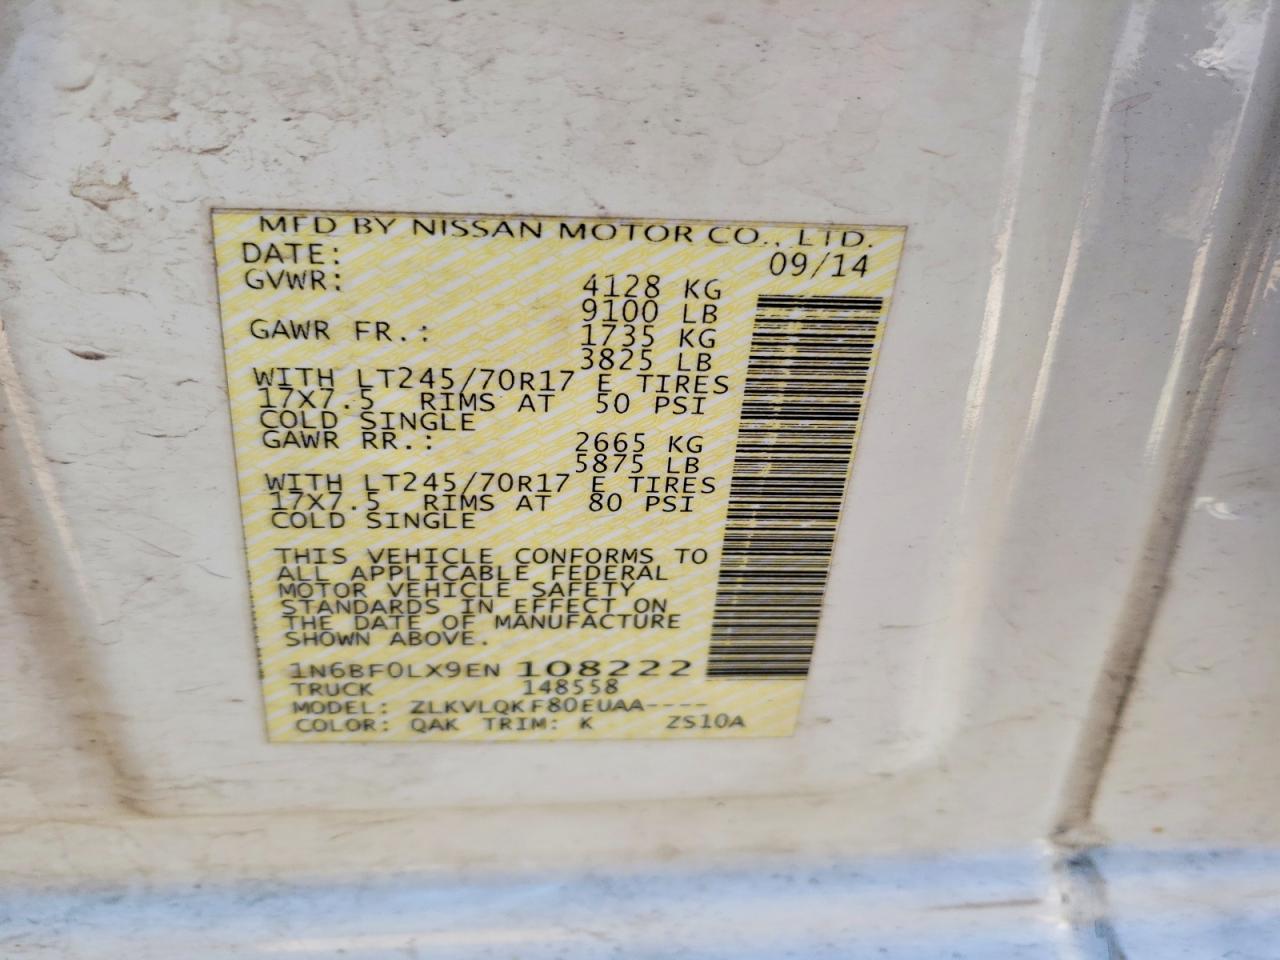 MFD BY NISSAN MOTOR CO., LTD.
DATE: 09/14
GVWR: 4128 KG
9100 LB
GAWR FR.: 1735 KG
3825 LB
WITH LT245/70R17 E TIRES
17X7.5 RIMS AT 50 PSI
COLD SINGLE
GAWR RR.: 2665 KG
5875 LB
WITH LT245/70R17 E TIRES
17X7.5 RIMS AT 80 PSI
COLD SINGLE
THIS VEHICLE CONFORMS TO
ALL APPLICABLE FEDERAL
MOTOR VEHICLE SAFETY
STANDARDS IN EFFECT ON
THE DATE OF MANUFACTURE
SHOWN ABOVE.
1N6BF0LX9EN 108222
TRUCK 148558
MODEL: ZLKVLQKF80EUAA----
COLOR: QAK TRIM: K ZS10A